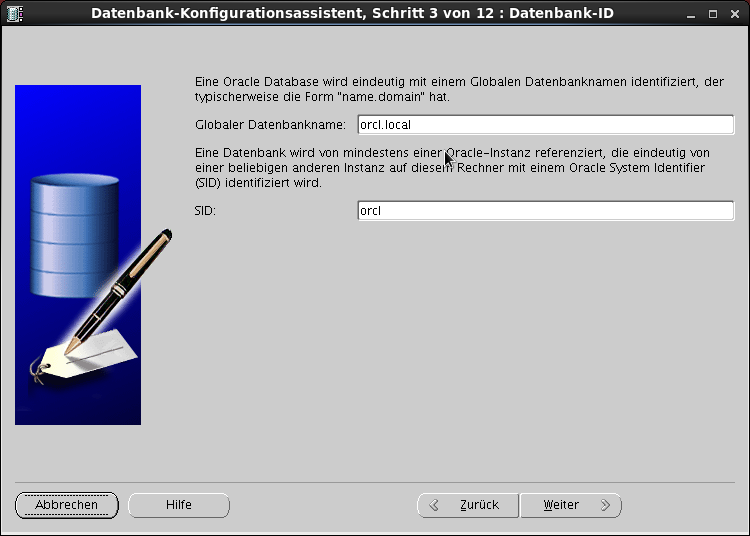 Datenbank-Konfigurationsassistent, Schritt 3 von 12 : Datenbank-ID
Eine Oracle Database wird eindeutig mit einem Globalen Datenbanknamen identifiziert, der
typischerweise die Form "name.domain" hat.
Globaler Datenbankname: orcl.local
Eine Datenbank wird von mindestens einer Oracle-Instanz referenziert, die eindeutig von
einer beliebigen anderen Instanz auf diesem Rechner mit einem Oracle System Identifier
(SID) identifiziert wird.
SID: orcl
Abbrechen Hilfe Zurück Weiter